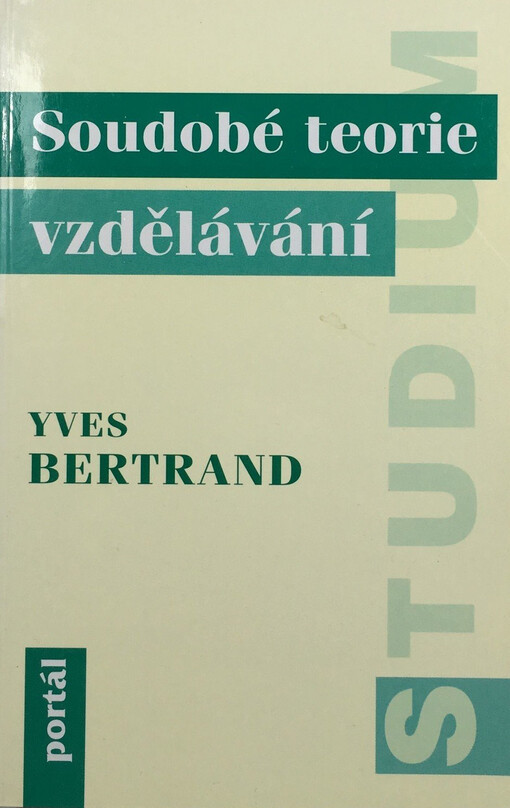 Soudobé teorie
vzdělávání
YVES
BERTRAND
STUDIUM
portál